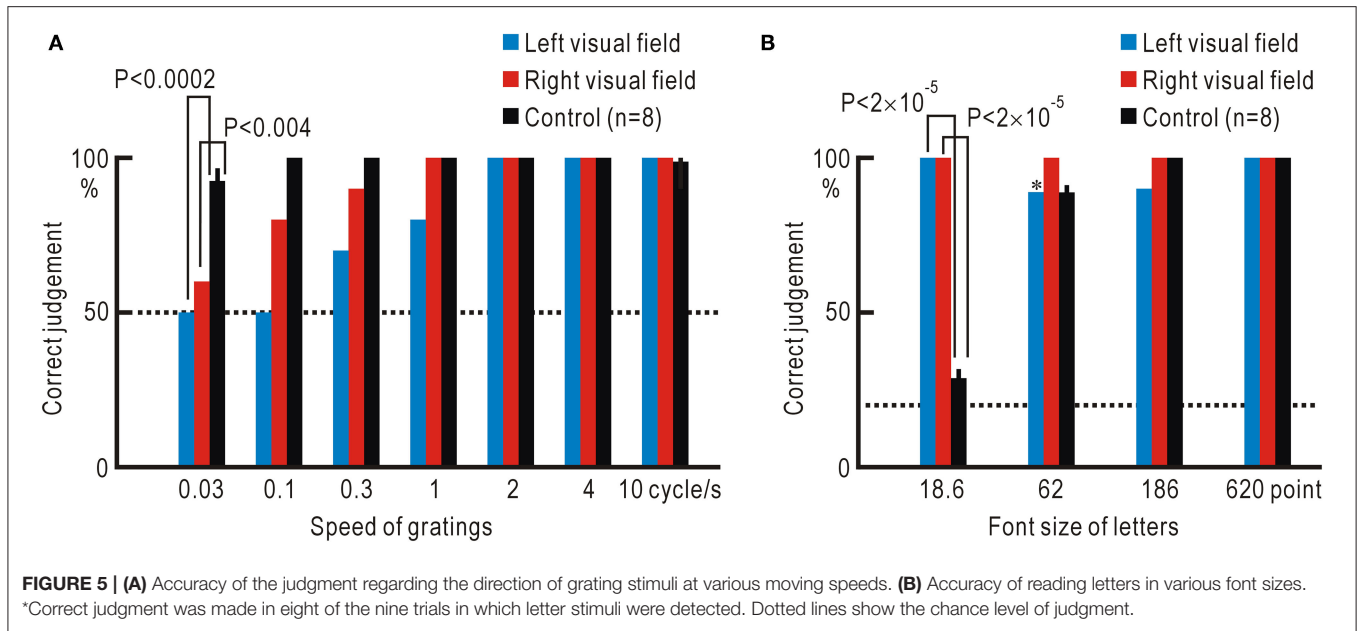 A
Left visual field
Right visual field
Control (n=8)
P<0.0002
P<0.004
100
%
50
0
Correct judgement
0.03 0.1 0.3 1 2 4 10 cycle/s
Speed of gratings
B
Left visual field
Right visual field
Control (n=8)
P<2×10-5
P<2×10-5
100
%
50
0
Correct judgement
*
18.6 62 186 620 point
Font size of letters
FIGURE 5 | (A) Accuracy of the judgment regarding the direction of grating stimuli at various moving speeds. (B) Accuracy of reading letters in various font sizes.
*Correct judgment was made in eight of the nine trials in which letter stimuli were detected. Dotted lines show the chance level of judgment.